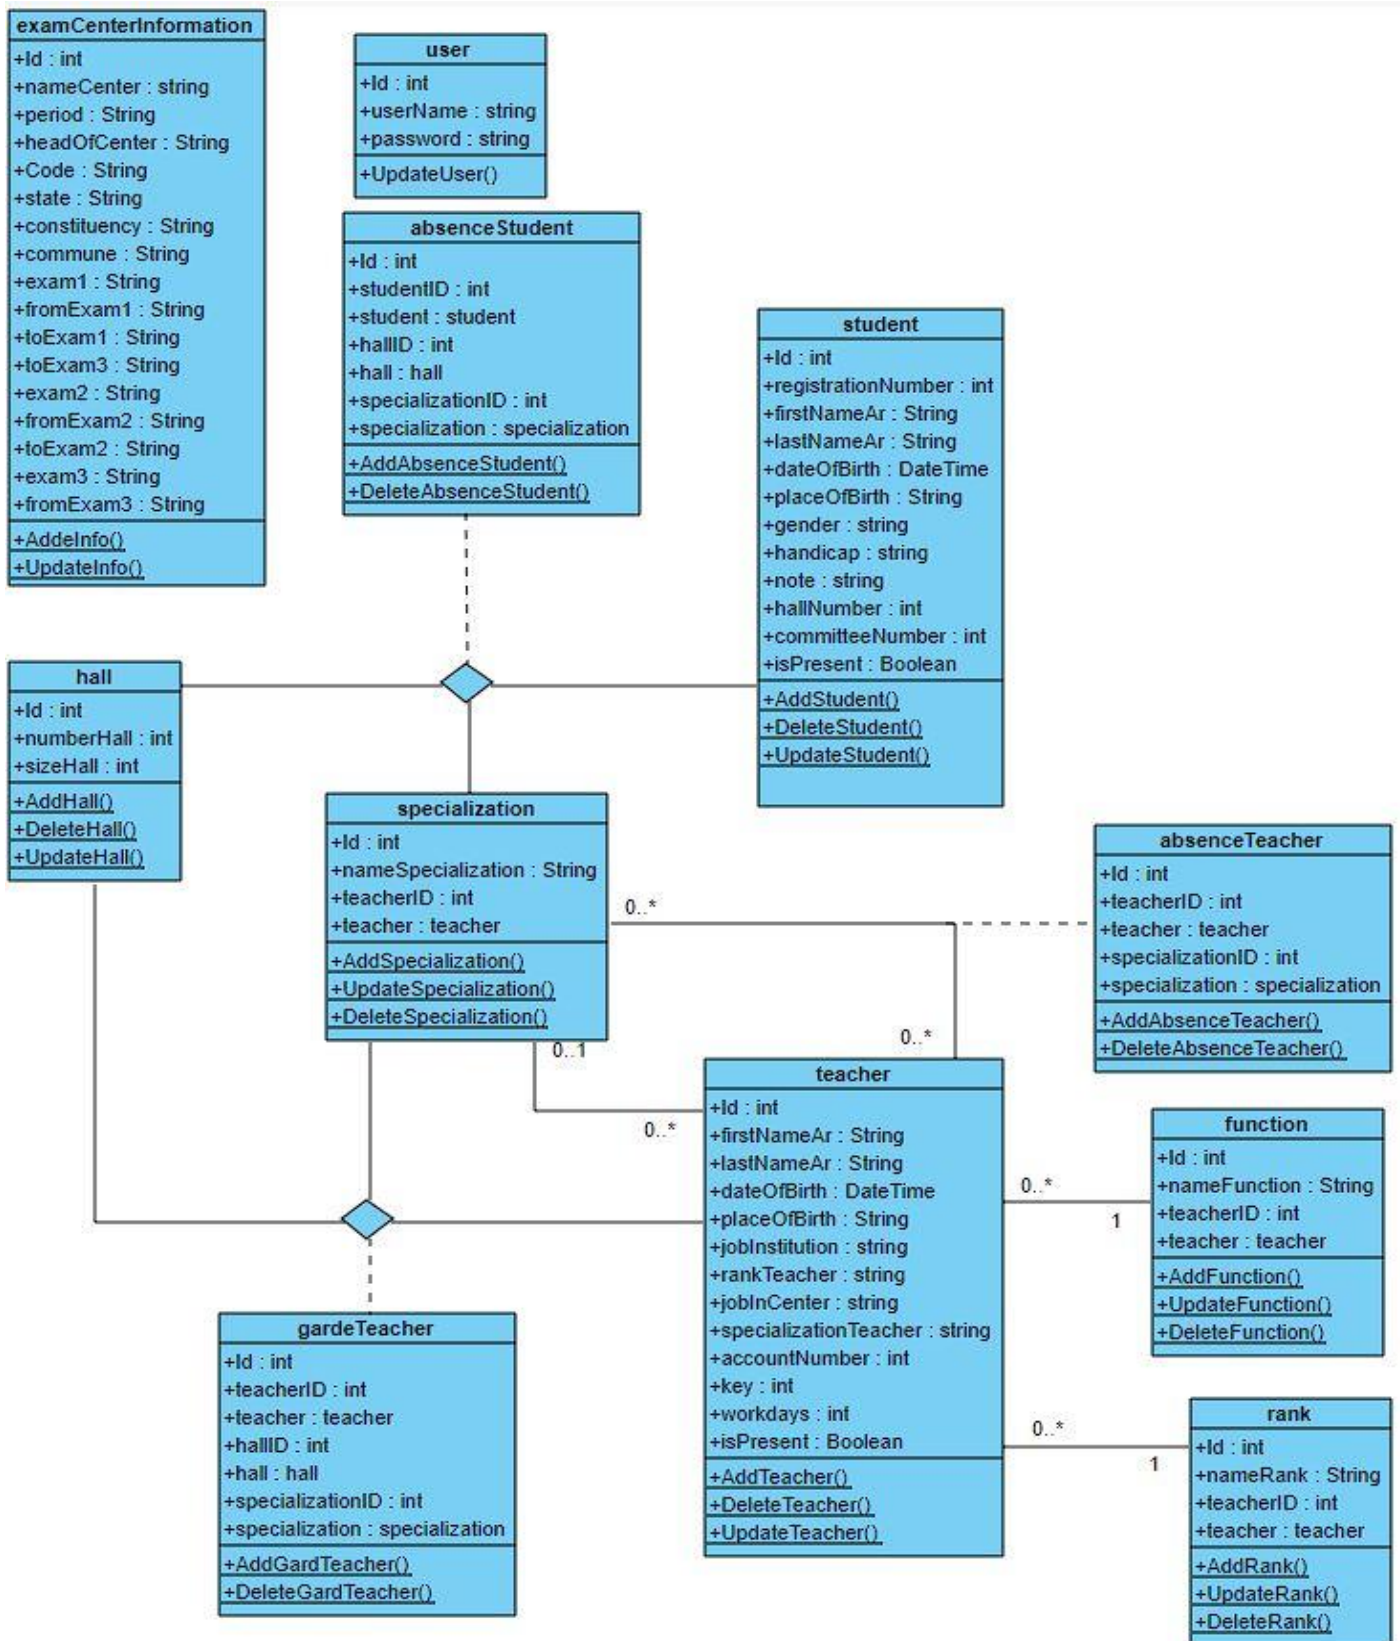 examCenterInformation
+Id : int
+nameCenter : string
+period : String
+headOfCenter : String
+Code : String
+state : String
+constituency : String
+commune : String
+exam1 : String
+fromExam1 : String
+toExam1 : String
+toExam3 : String
+exam2 : String
+fromExam2 : String
+toExam2 : String
+exam3 : String
+fromExam3 : String
+AddeInfo()
+UpdateInfo()
user
+Id : int
+userName : string
+password : string
+UpdateUser()
absenceStudent
+Id : int
+studentID : int
+student : student
+hallID : int
+hall : hall
+specializationID : int
+specialization : specialization
+AddAbsenceStudent()
+DeleteAbsenceStudent()
student
+Id : int
+registrationNumber : int
+firstNameAr : String
+lastNameAr : String
+dateOfBirth : DateTime
+placeOfBirth : String
+gender : string
+handicap : string
+note : string
+hallNumber : int
+committeeNumber : int
+isPresent : Boolean
+AddStudent()
+DeleteStudent()
+UpdateStudent()
hall
+Id : int
+numberHall : int
+sizeHall : int
+AddHall()
+DeleteHall()
+UpdateHall()
specialization
+Id : int
+nameSpecialization : String
+teacherID : int
+teacher : teacher
+AddSpecialization()
+UpdateSpecialization()
+DeleteSpecialization()
0..*
0..*
0..1
0..*
absenceTeacher
+Id : int
+teacherID : int
+teacher : teacher
+specializationID : int
+specialization : specialization
+AddAbsenceTeacher()
+DeleteAbsenceTeacher()
teacher
+Id : int
+firstNameAr : String
+lastNameAr : String
+dateOfBirth : DateTime
+placeOfBirth : String
+jobInstitution : string
+rankTeacher : string
+jobInCenter : string
+specializationTeacher : string
+accountNumber : int
+key : int
+workdays : int
+isPresent : Boolean
+AddTeacher()
+DeleteTeacher()
+UpdateTeacher()
0..*
1
function
+Id : int
+nameFunction : String
+teacherID : int
+teacher : teacher
+AddFunction()
+UpdateFunction()
+DeleteFunction()
gardeTeacher
+Id : int
+teacherID : int
+teacher : teacher
+hallID : int
+hall : hall
+specializationID : int
+specialization : specialization
+AddGardTeacher()
+DeleteGardTeacher()
0..*
1
rank
+Id : int
+nameRank : String
+teacherID : int
+teacher : teacher
+AddRank()
+UpdateRank()
+DeleteRank()